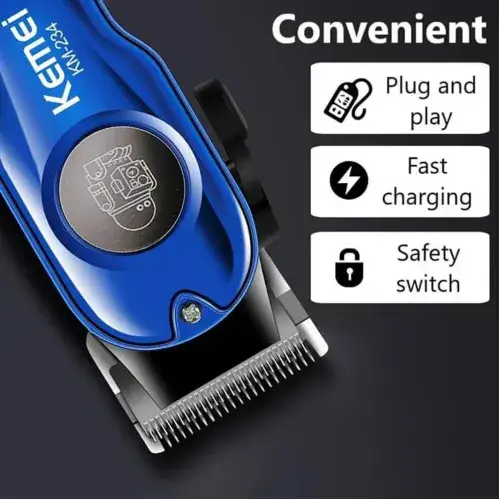 Convenient
Kemei
KM-234
Plug and
play
Fast
charging
Safety
switch